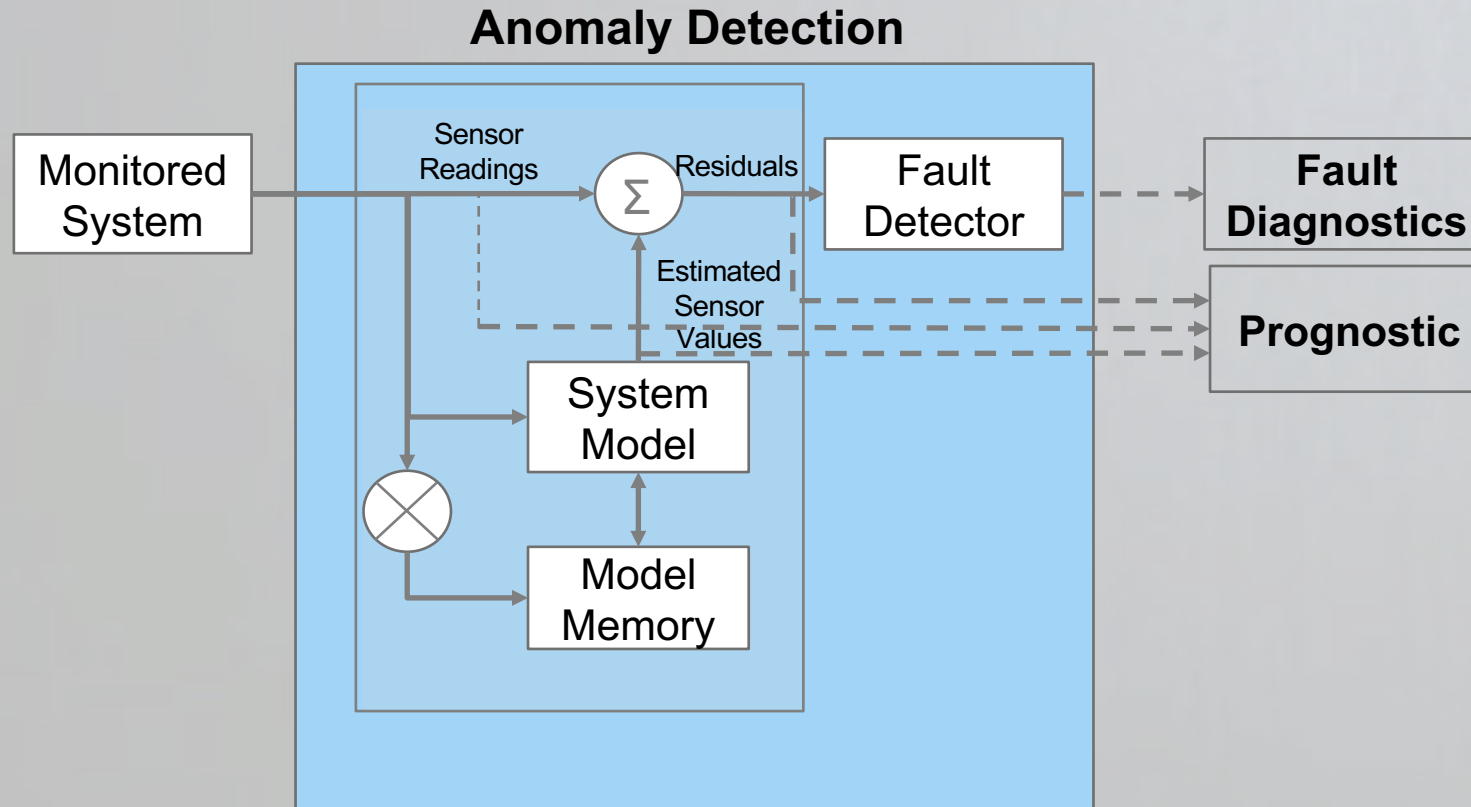 Anomaly Detection
Monitored
System
Sensor
Readings
Σ
Residuals
Fault
Detector
Fault
Diagnostics
Estimated
Sensor
Values
Prognostic
System
Model
Model
Memory